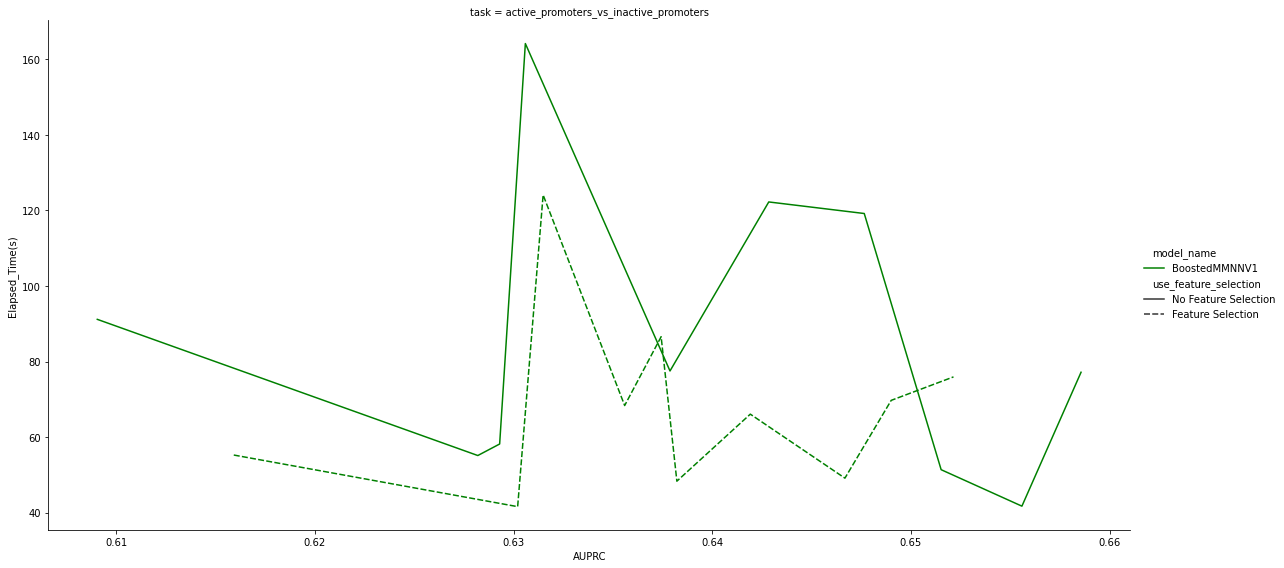 task = active_promoters_vs_inactive_promoters
160
140
120
100
80
60
40
Elapsed_Time(s)
0.61 0.62 0.63 0.64 0.65 0.66
AUPRC
model_name
BoostedMMNNV1
use_feature_selection
No Feature Selection
Feature Selection